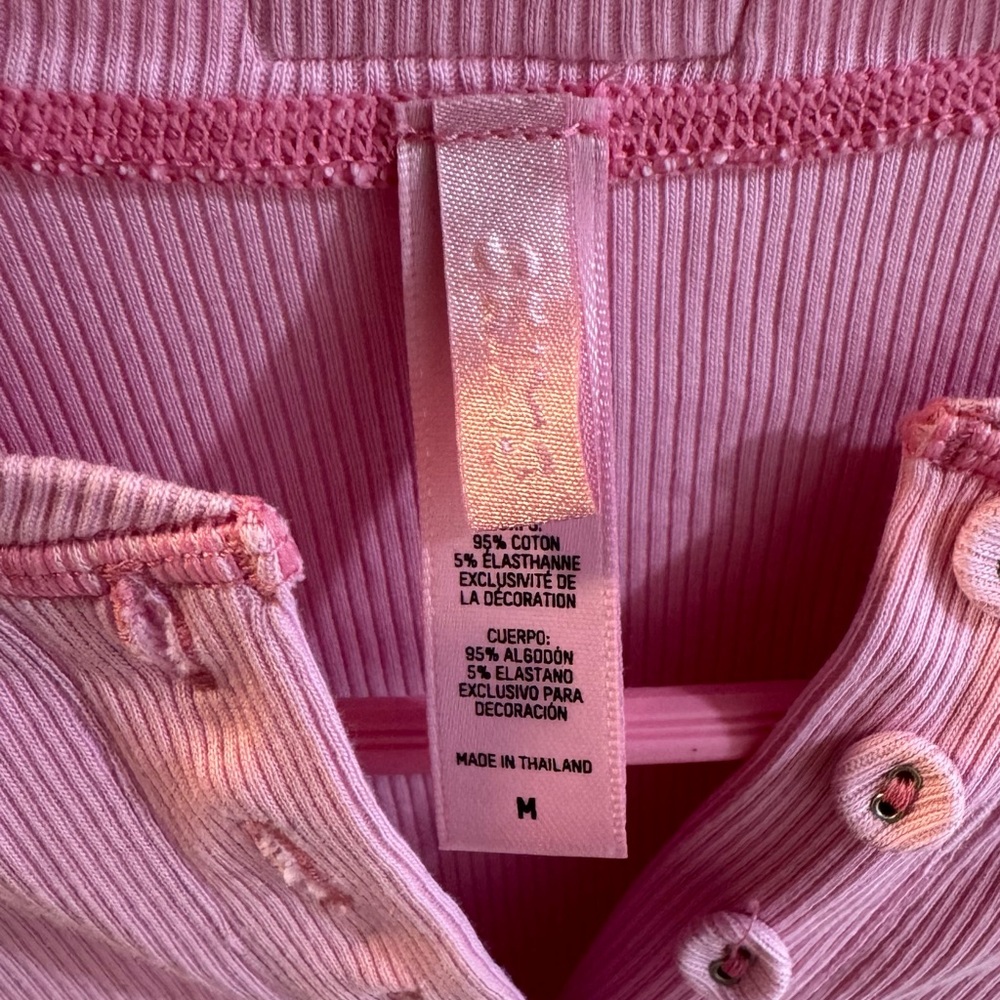 95% COTON
5% ÉLASTHANNE
EXCLUSIVITÉ DE
LA DÉCORATION
CUERPO:
95% ALGODÓN
5% ELASTANO
EXCLUSIVO PARA
DECORACIÓN
MADE IN THAILAND
M